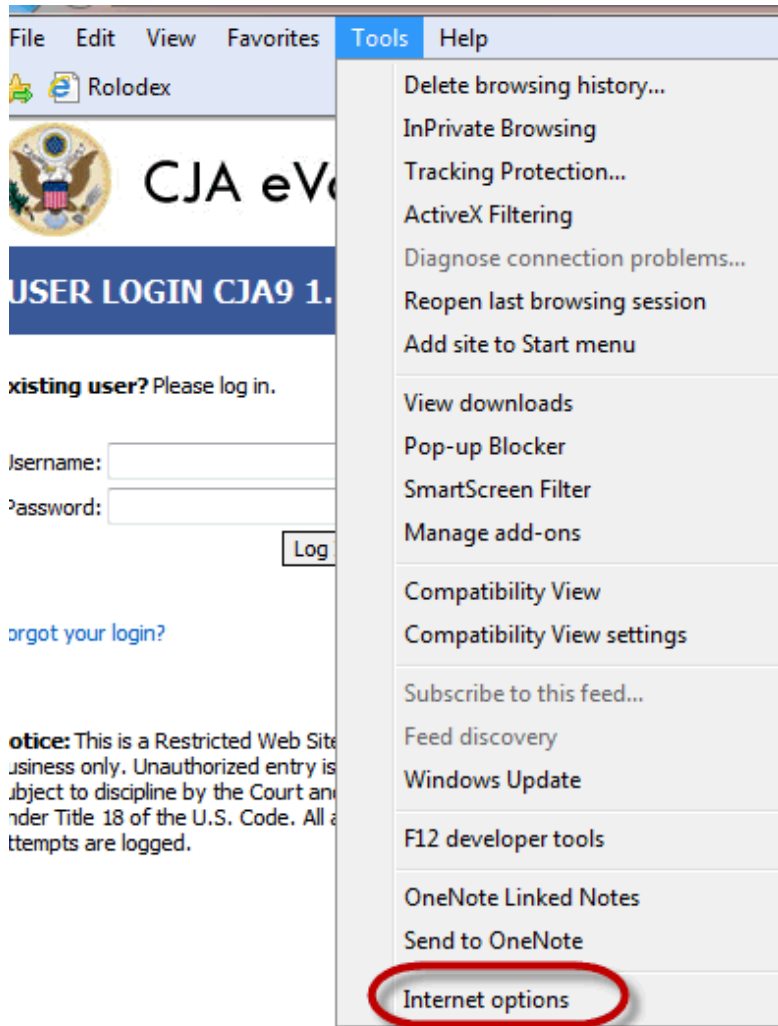 File Edit View Favorites Tools Help
Rolodex
CJA eVo
USER LOGIN CJA9 1.
xisting user? Please log in.
Username:
Password:
Log
orgot your login?
otice: This is a Restricted Web Site
usiness only. Unauthorized entry is
ubject to discipline by the Court and
nder Title 18 of the U.S. Code. All a
ttempts are logged.
Delete browsing history...
InPrivate Browsing
Tracking Protection...
ActiveX Filtering
Diagnose connection problems...
Reopen last browsing session
Add site to Start menu
View downloads
Pop-up Blocker
SmartScreen Filter
Manage add-ons
Compatibility View
Compatibility View settings
Subscribe to this feed...
Feed discovery
Windows Update
F12 developer tools
OneNote Linked Notes
Send to OneNote
Internet options